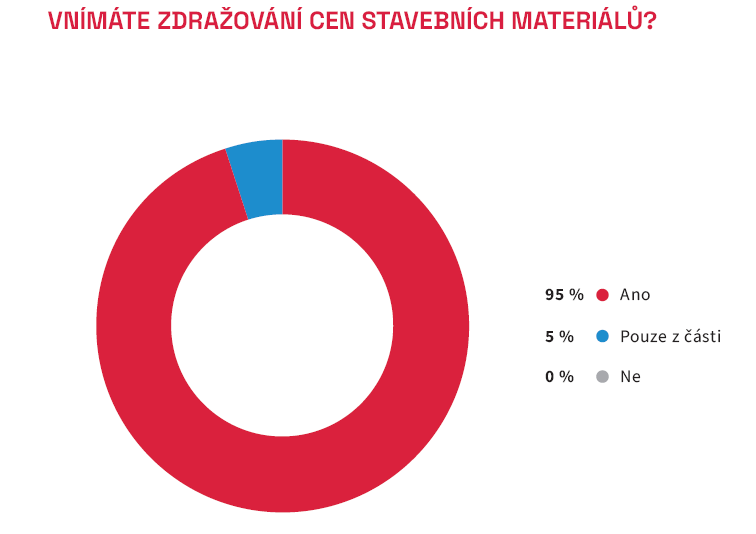 VNÍMÁTE ZDRAŽOVÁNÍ CEN STAVEBNÍCH MATERIÁLŮ?
95 % Ano
5 % Pouze z části
0 % Ne